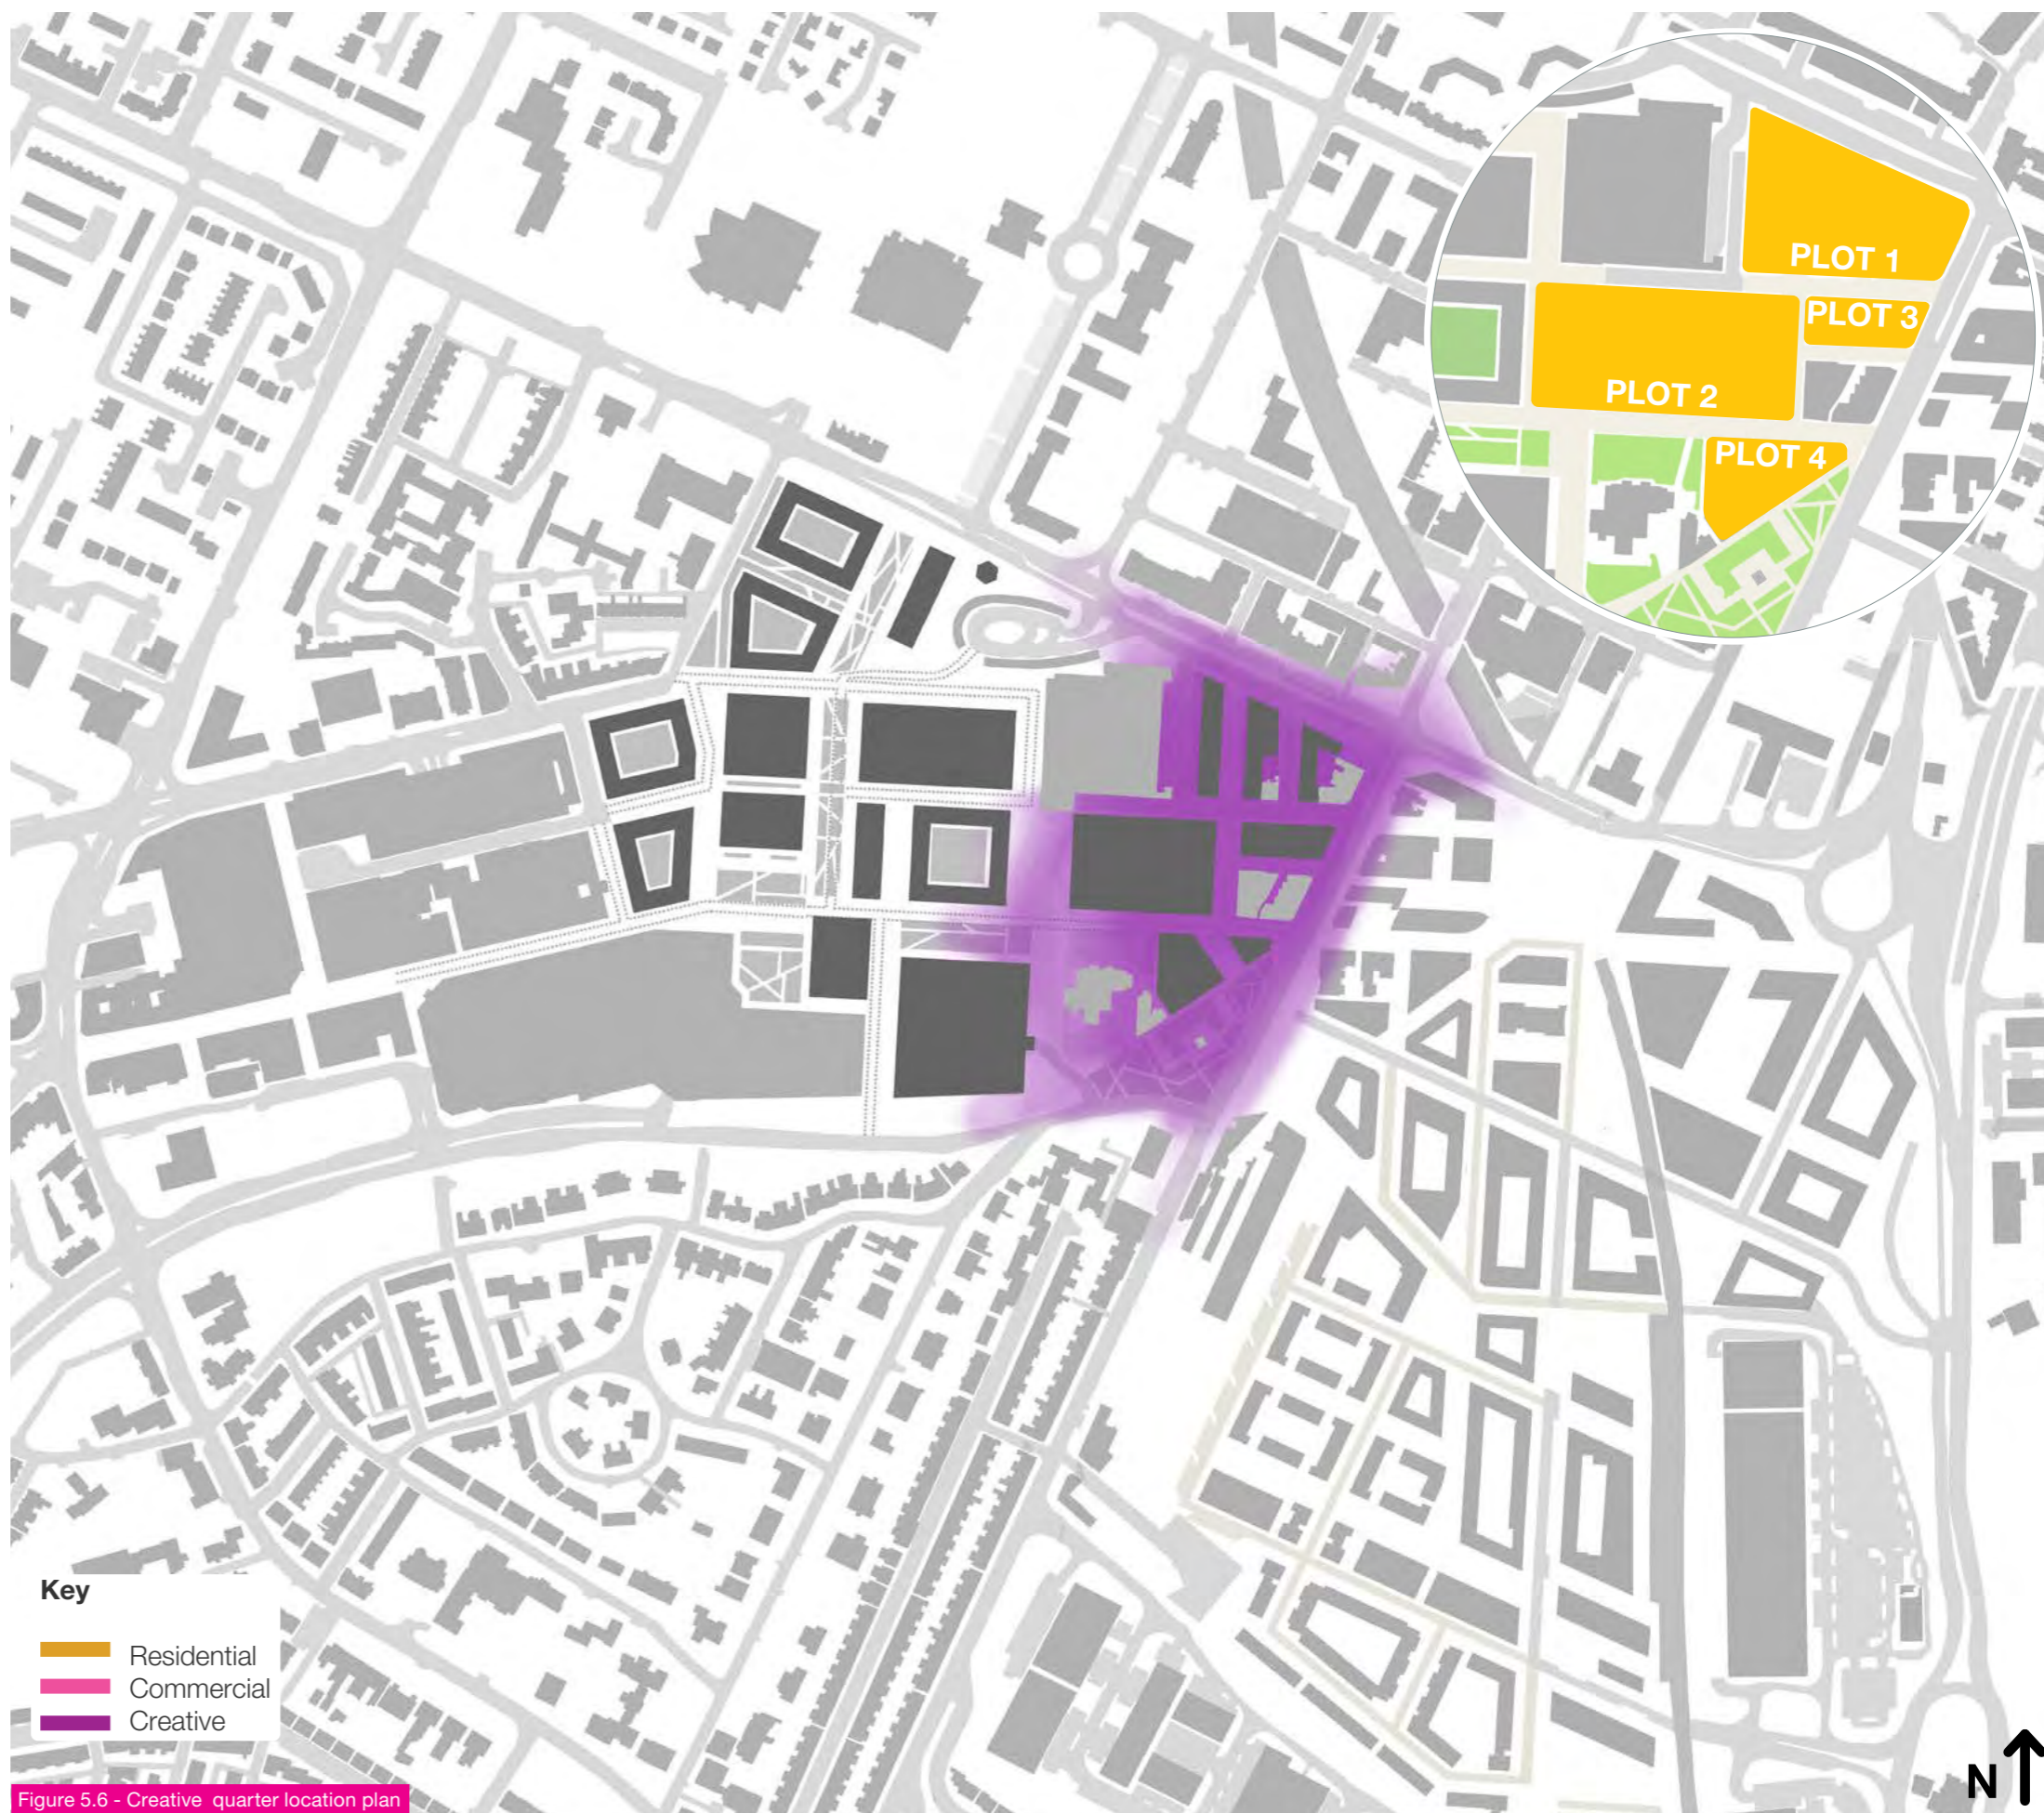 PLOT 1
PLOT 3
PLOT 2
PLOT 4
Key
Residential
Commercial
Creative
Figure 5.6 - Creative quarter location plan
N